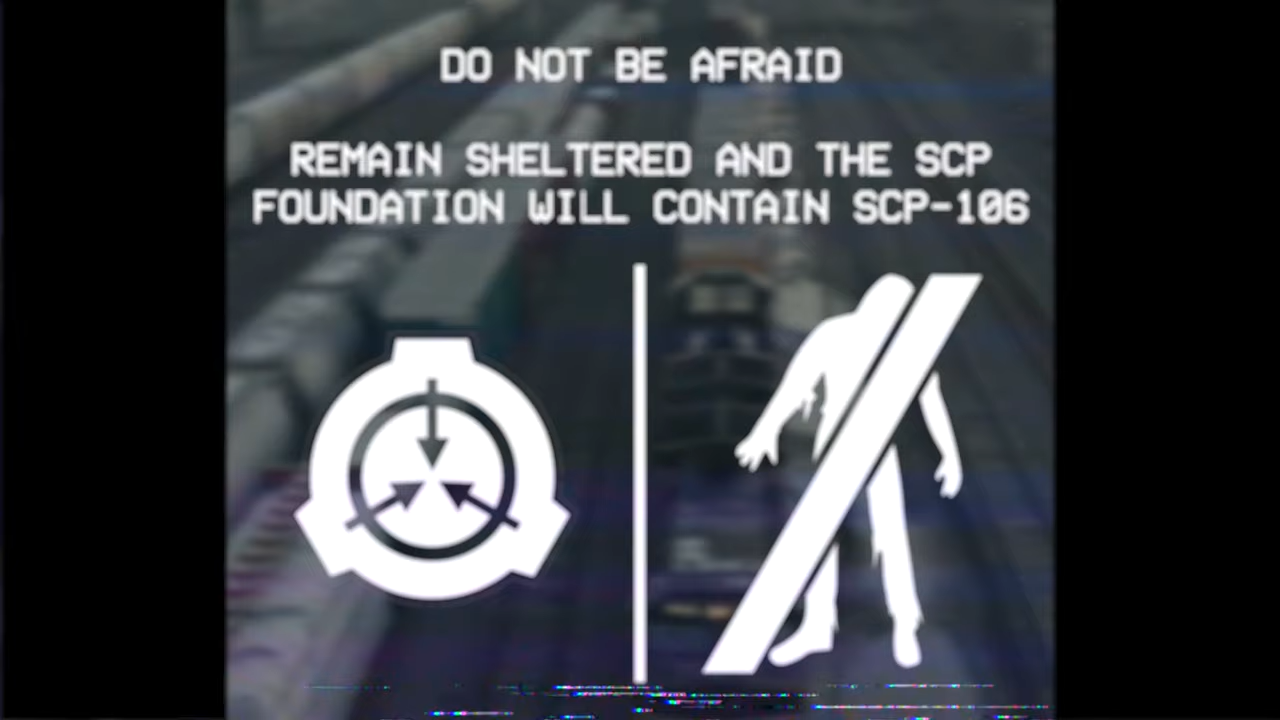 DO NOT BE AFRAID
REMAIN SHELTERED AND THE SCP
FOUNDATION WILL CONTAIN SCP-106